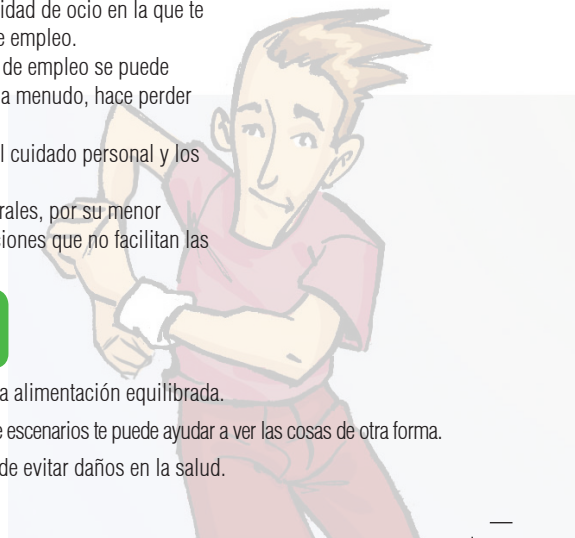 idad de ocio en la que te
e empleo.
de empleo se puede
a menudo, hace perder
l cuidado personal y los
rales, por su menor
siones que no facilitan las
a alimentación equilibrada.
e escenarios te puede ayudar a ver las cosas de otra forma.
de evitar daños en la salud.